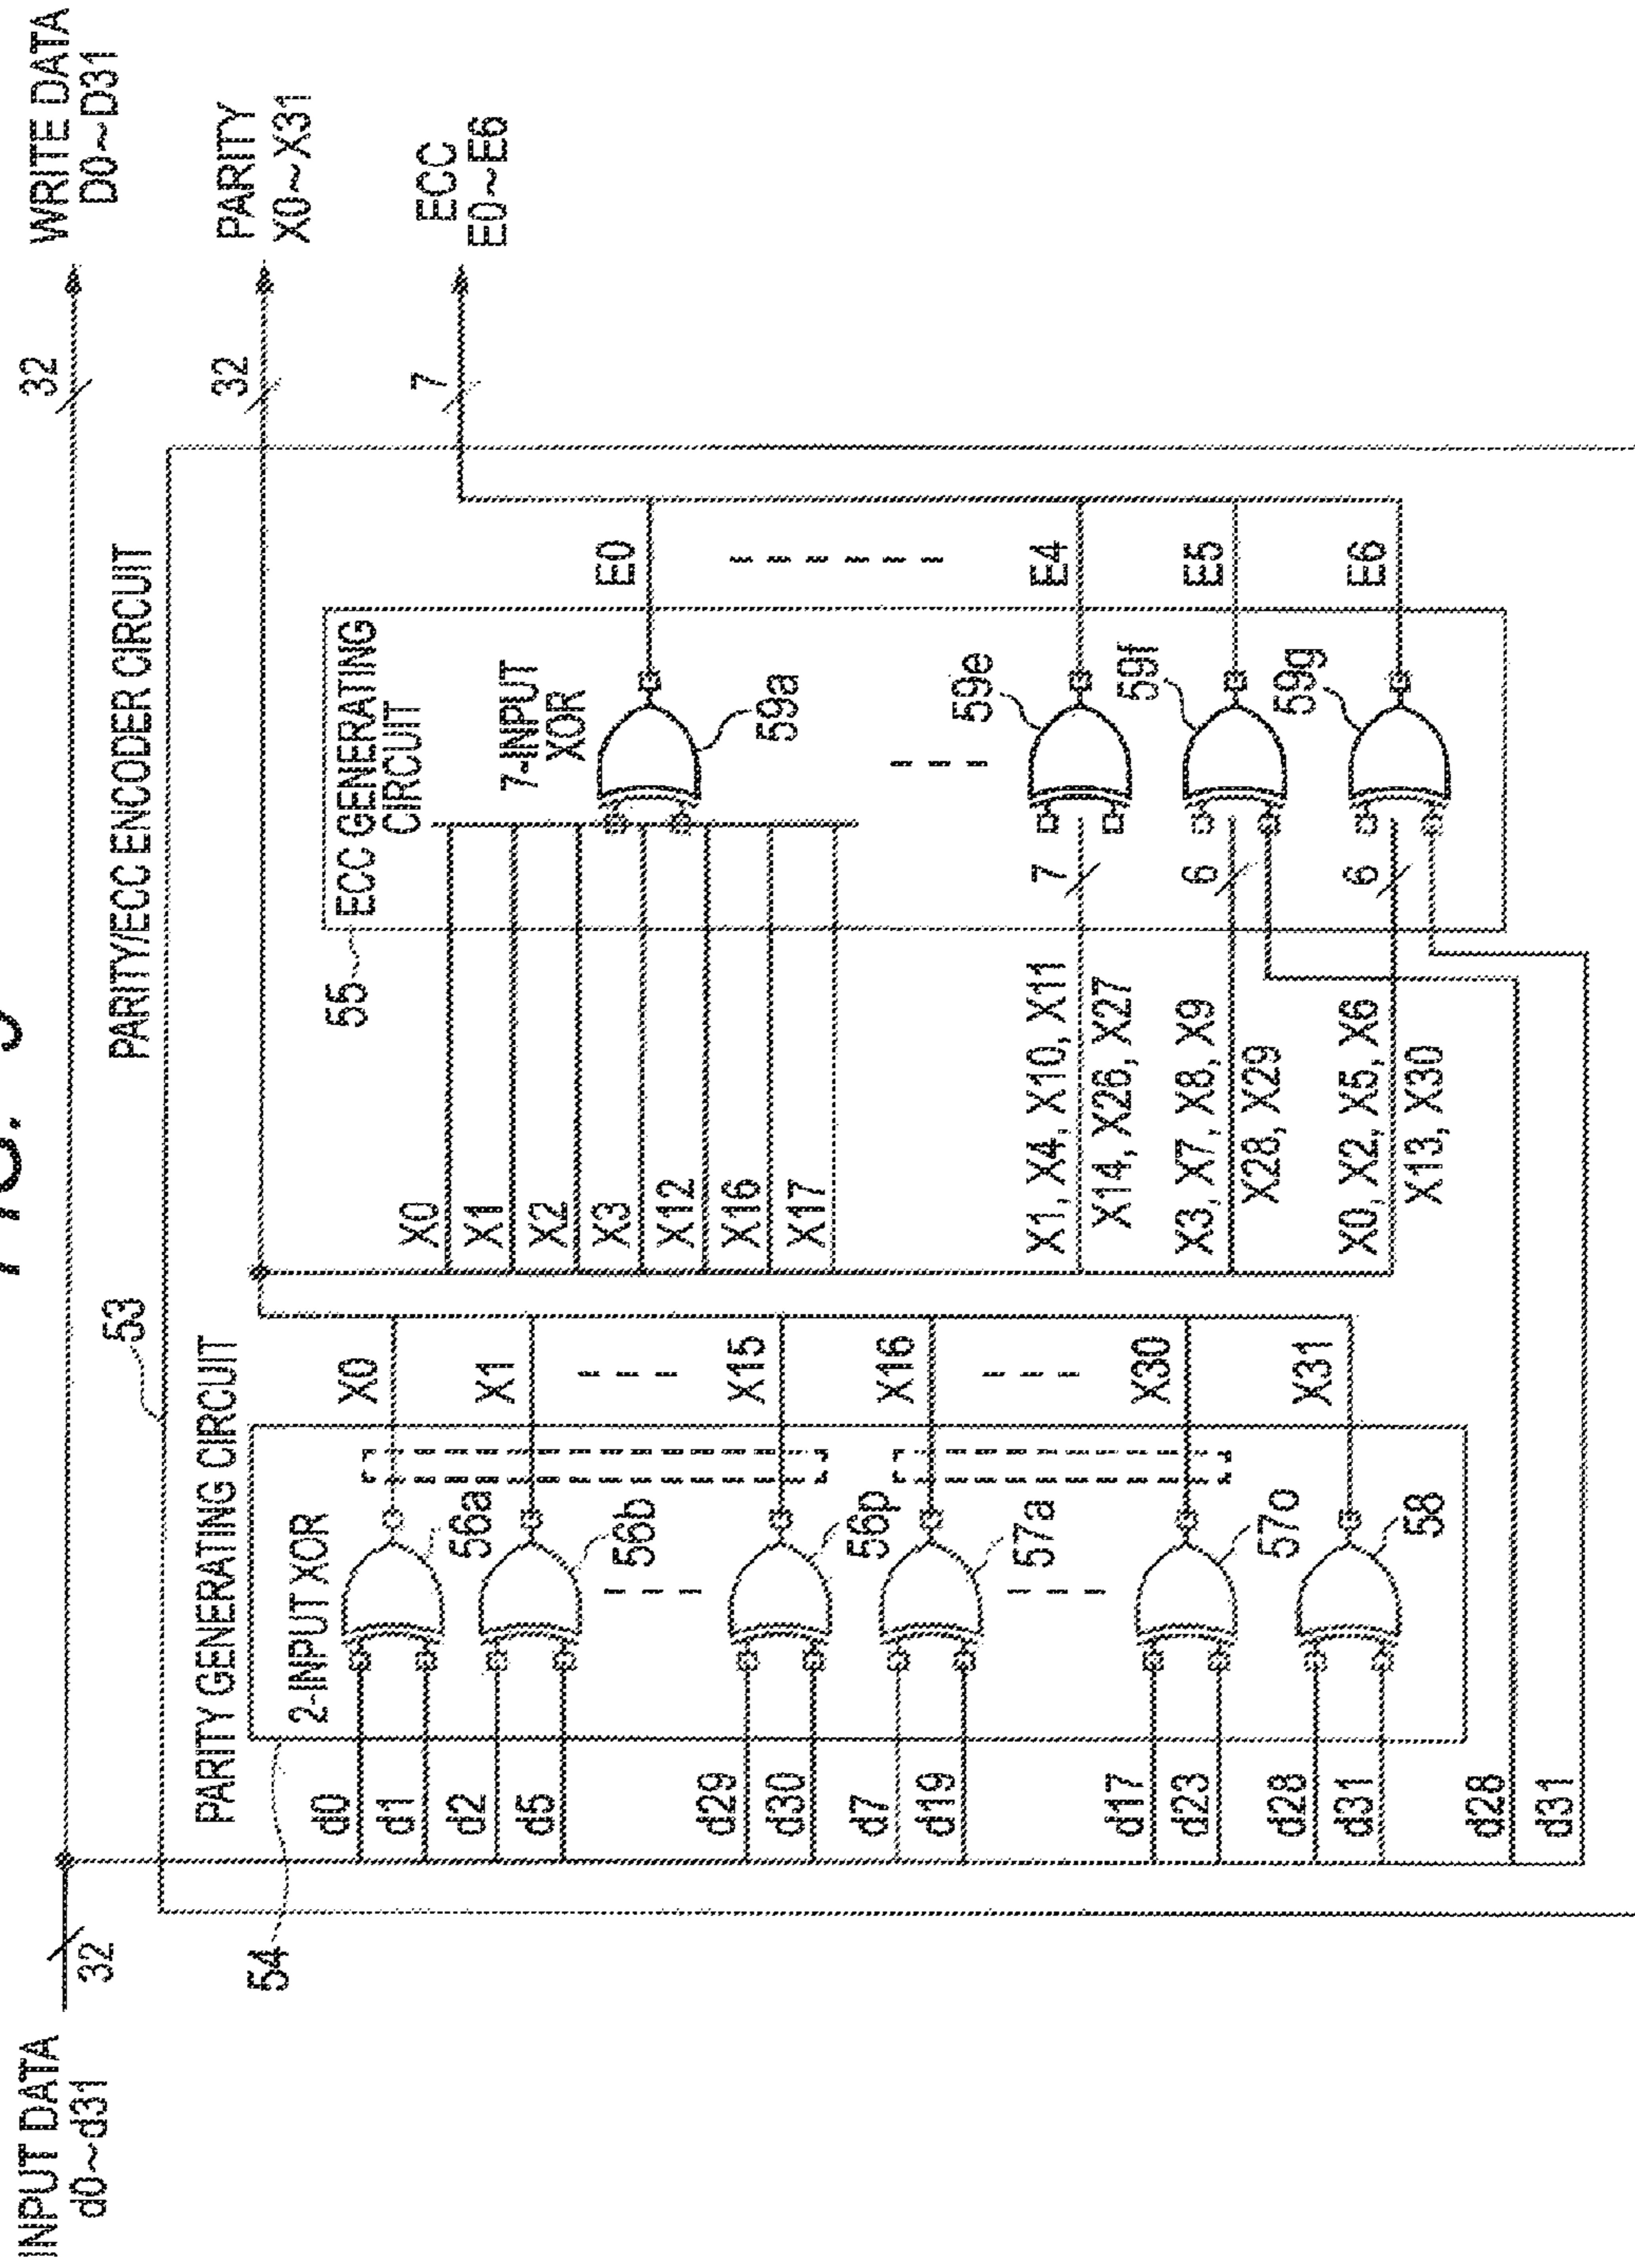 INPUT DATA
d0~d31
32
32
WRITE DATA
D0~D31
53
PARITY/ECC ENCODER CIRCUIT
32
PARITY
X0~X31
7
ECC
E0~E6
54
PARITY GENERATING CIRCUIT
2-INPUT XOR
d0
d1
d2
d5
d29
d30
d7
d19
d17
d23
d28
d31
d28
d31
56a
56b
56p
57a
57o
58
X0
X1
X15
X16
X30
X31
55
ECC GENERATING
CIRCUIT
7-INPUT
XOR
X0
X1
X2
X3
X12
X16
X17
X1, X4, X10, X11
X14, X26, X27
X3, X7, X8, X9
X28, X29
X0, X2, X5, X6
X13, X30
7
6
6
59a
59e
59f
59g
E0
E4
E5
E6